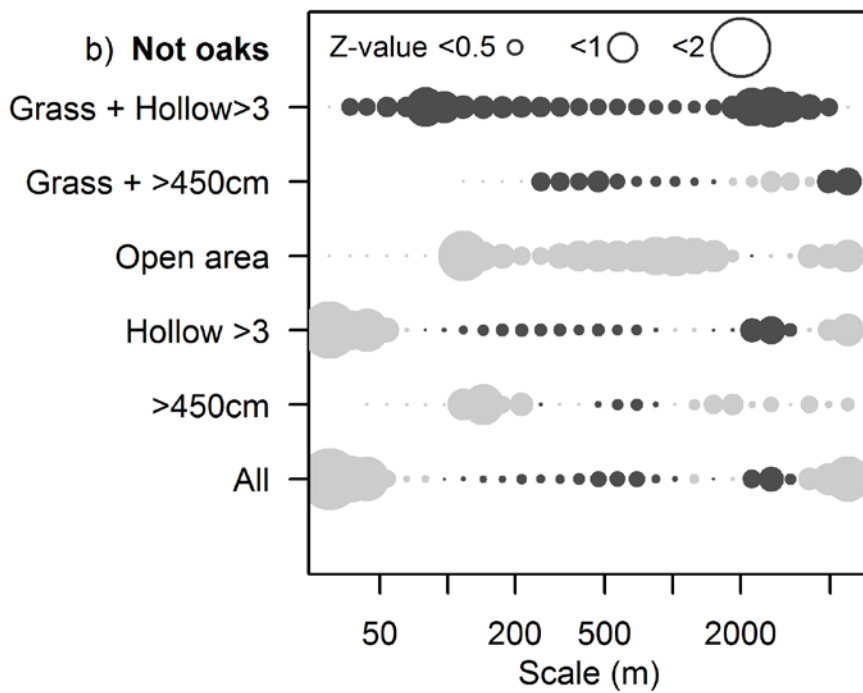 b) Not oaks
Z-value <0.5 <1 <2
Grass + Hollow>3
Grass + >450cm
Open area
Hollow >3
>450cm
All
50 200 500 2000
Scale (m)